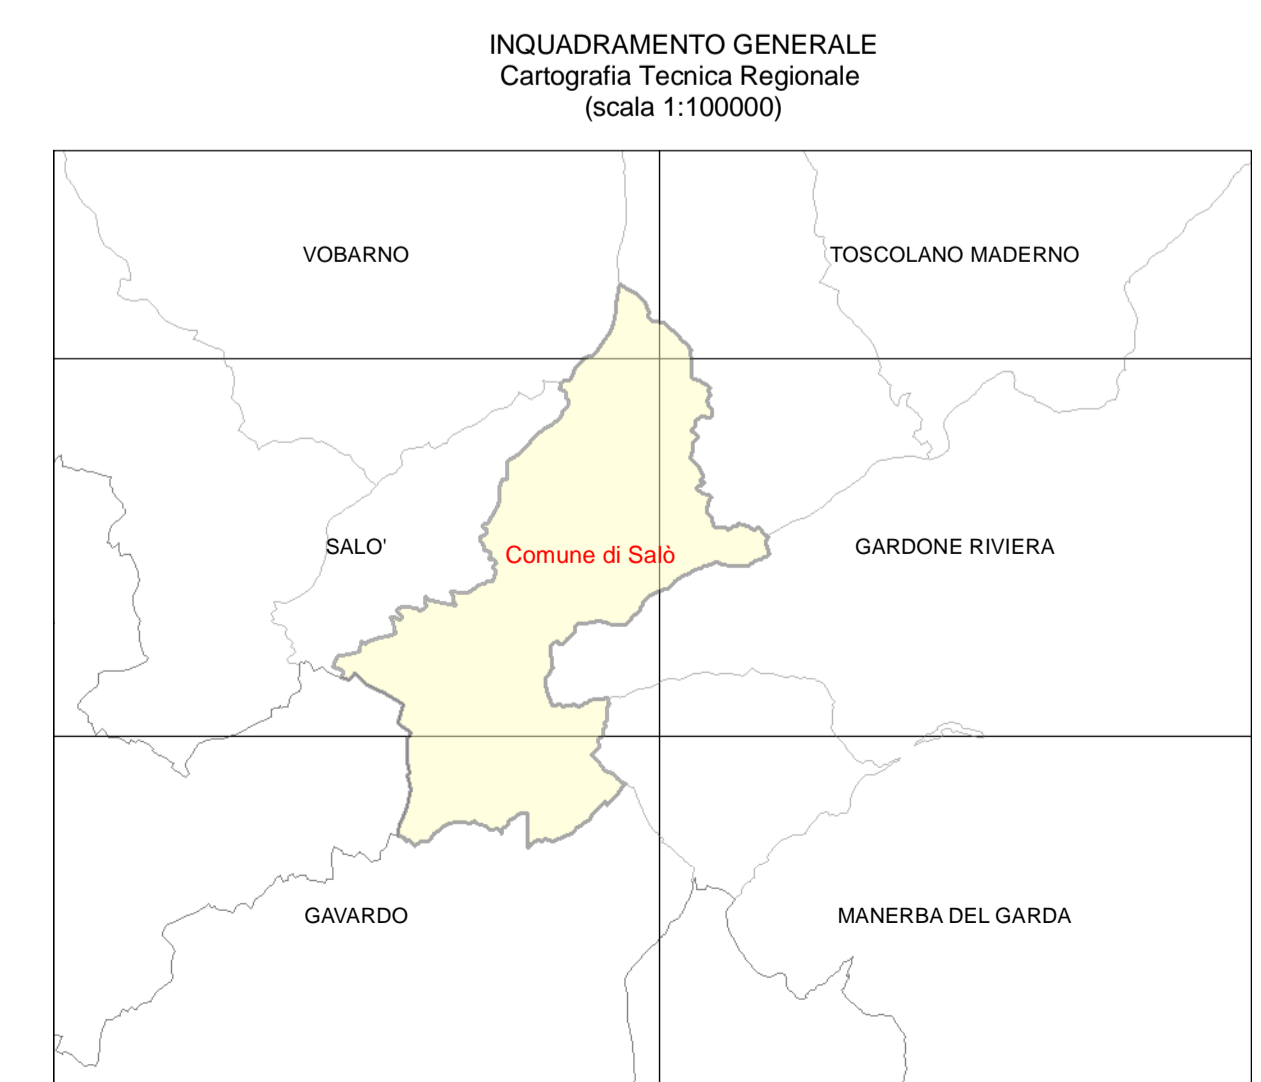 INQUADRAMENTO GENERALE
Cartografia Tecnica Regionale
(scala 1:100000)
VOBARNO
TOSCOLANO MADERNO
SALO'
Comune di Salò
GARDONE RIVIERA
GAVARDO
MANERBA DEL GARDA